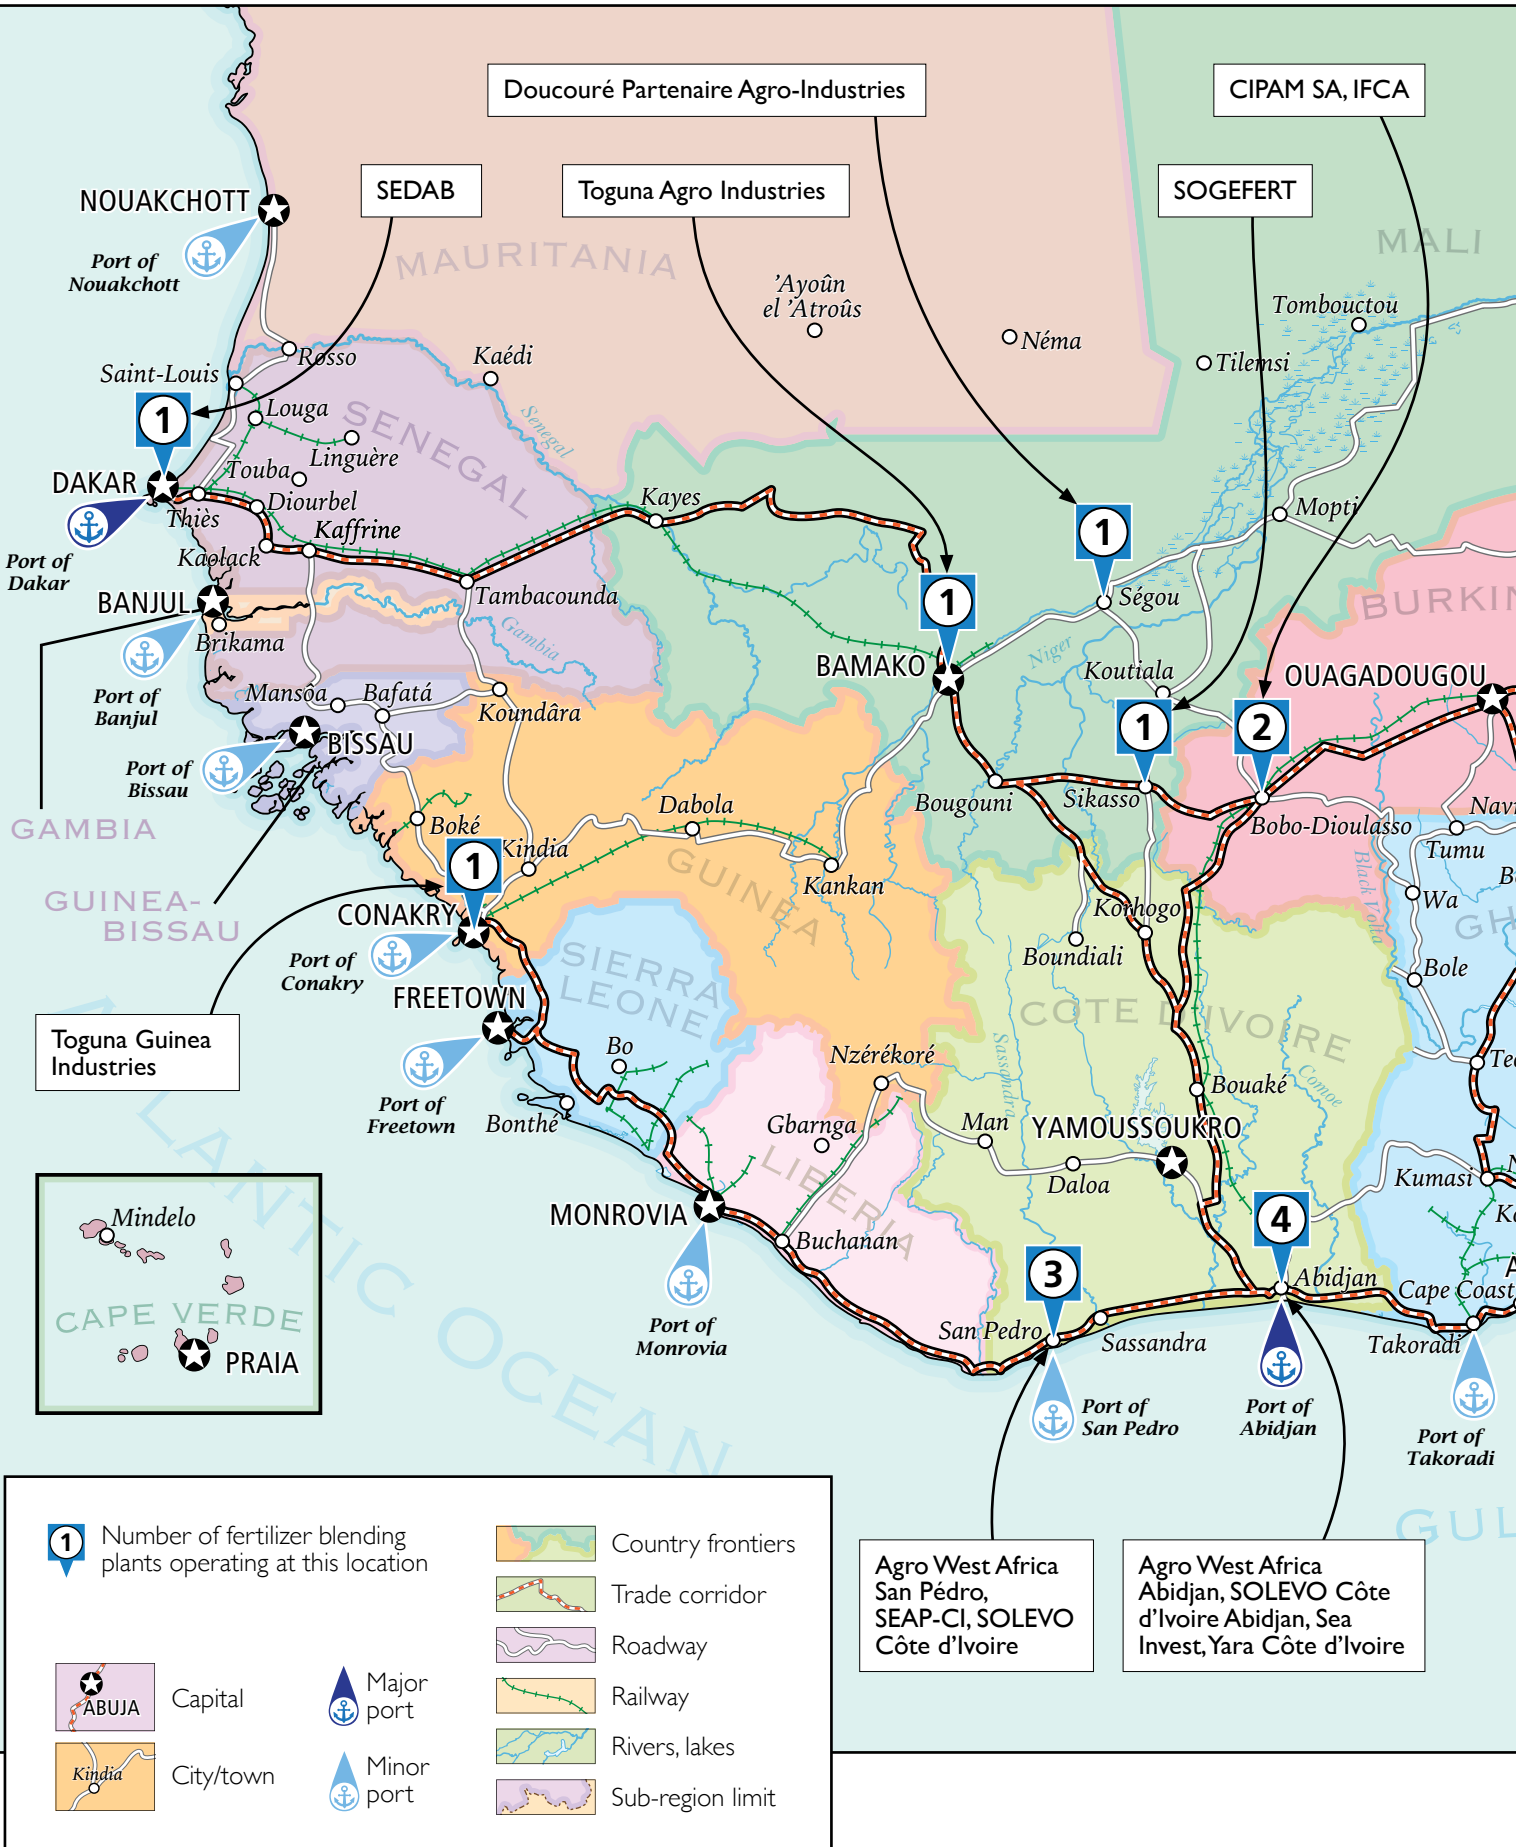 Doucouré Partenaire Agro-Industries
CIPAM SA, IFCA
SEDAB
Toguna Agro Industries
SOGEFERT
NOUAKCHOTT
Port of
Nouakchott
MAURITANIA
MALI
’Ayoûn
el ’Atroûs
Néma
Tombouctou
Tilemsi
Rosso
Kaédi
Saint-Louis
1
Louga
SENEGAL
Senegal
Linguère
Touba
DAKAR
Diourbel
Thiès
Kaffrine
Kayes
Mopti
1
Port of
Dakar
Kaolack
Tambacounda
BANJUL
Brikama
Gambia
1
Ségou
BURKIN
Port of
Banjul
BAMAKO
Niger
Koutiala
OUAGADOUGOU
Mansôa
Bafatá
Koundâra
BISSAU
Port of
Bissau
1
2
Bougouni
Sikasso
Bobo-Dioulasso
Navr
Tumu
GAMBIA
Boké
Dabola
Kindia
1
GUINEA
Kankan
Black Volta
Wa
GUINEA-
BISSAU
CONAKRY
Port of
Conakry
Korhogo
Boundiali
GH
Bole
SIERRA
LEONE
FREETOWN
Port of
Freetown
COTE D’IVOIRE
Toguna Guinea
Industries
Bo
Bonthé
Nzérékoré
Sassandra
Bouaké
Comoe
Tec
Gbarnga
Man
YAMOUSSOUKRO
Daloa
Kumasi
LIBERIA
MONROVIA
Buchanan
Port of
Monrovia
ATLANTIC OCEAN
Mindelo
CAPE VERDE
PRAIA
3
4
San Pedro
Sassandra
Abidjan
Cape Coast
Takoradi
Port of
San Pedro
Port of
Abidjan
Port of
Takoradi
GUL
Agro West Africa
San Pédro,
SEAP-CI, SOLEVO
Côte d’Ivoire
Agro West Africa
Abidjan, SOLEVO Côte
d’Ivoire Abidjan, Sea
Invest, Yara Côte d’Ivoire
1
Number of fertilizer blending
plants operating at this location
ABUJA
Capital
Kindia
City/town
Major
port
Minor
port
Country frontiers
Trade corridor
Roadway
Railway
Rivers, lakes
Sub-region limit